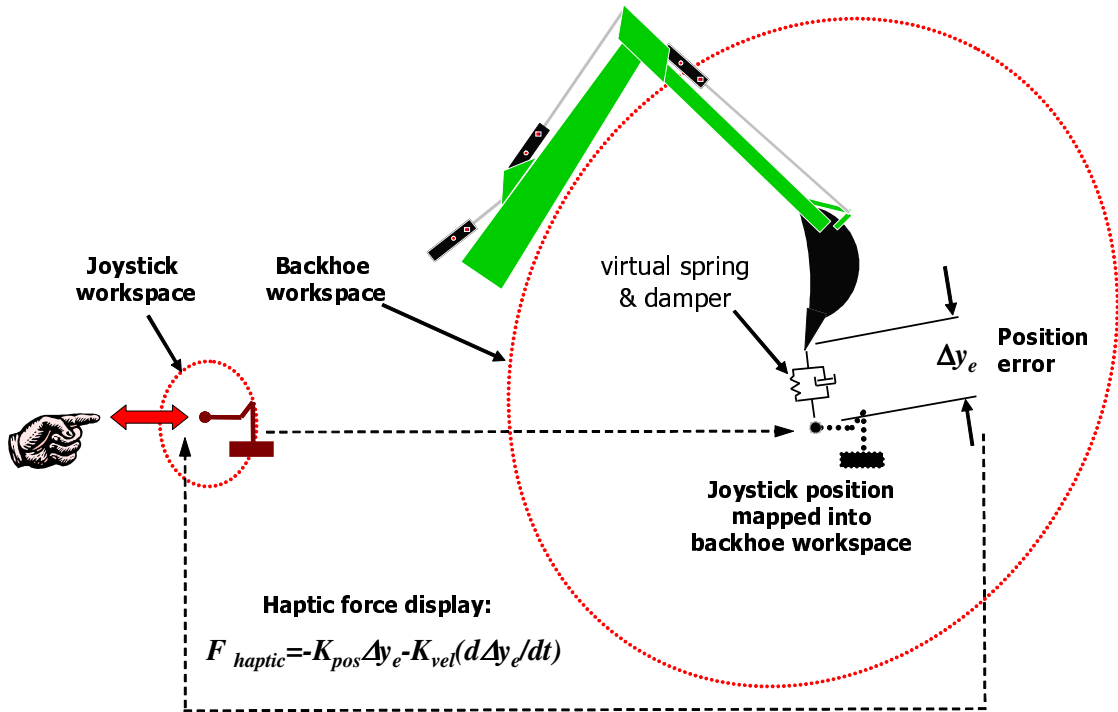 Joystick
workspace
Backhoe
workspace
virtual spring
& damper
Position
error
Δyₑ
Joystick position
mapped into
backhoe workspace
Haptic force display:
F haptic=-KposΔyₑ-Kvel(dΔyₑ/dt)